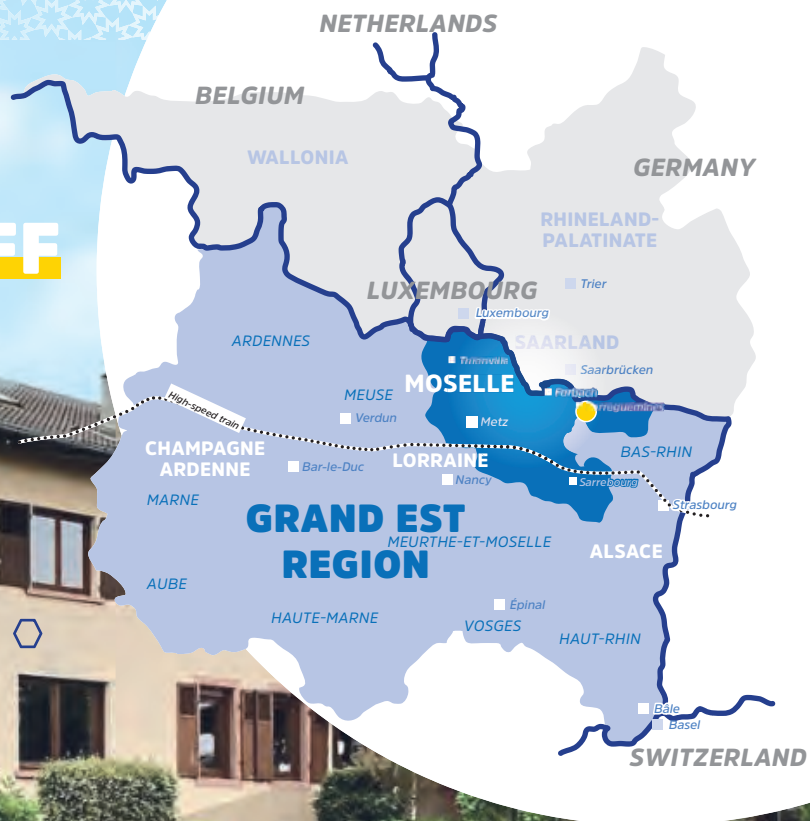 NETHERLANDS
BELGIUM
WALLONIA
GERMANY
RHINELAND-
PALATINATE
FF
Trier
LUXEMBOURG
Luxembourg
ARDENNES
SAARLAND
Thionville
Saarbrücken
MOSELLE
MEUSE
Forbach
High-speed train
Verdun
Metz
CHAMPAGNE
ARDENNE
BAS-RHIN
LORRAINE
Bar-le-Duc
Nancy
Sarrebourg
MARNE
Strasbourg
GRAND EST
REGION
MEURTHE-ET-MOSELLE
ALSACE
AUBE
Épinal
HAUTE-MARNE
VOSGES
HAUT-RHIN
Bâle
Basel
SWITZERLAND